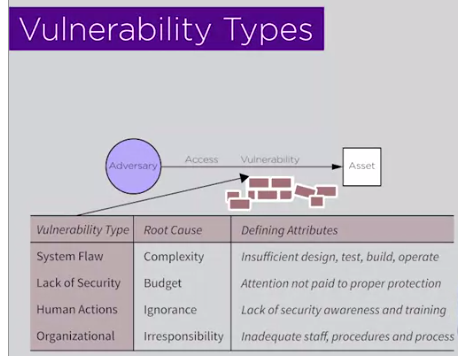 Vulnerability Types
Adversary Access Vulnerability Asset
Vulnerability Type Root Cause Defining Attributes
System Flaw Complexity Insufficient design, test, build, operate
Lack of Security Budget Attention not paid to proper protection
Human Actions Ignorance Lack of security awareness and training
Organizational Irresponsibility Inadequate staff, procedures and process